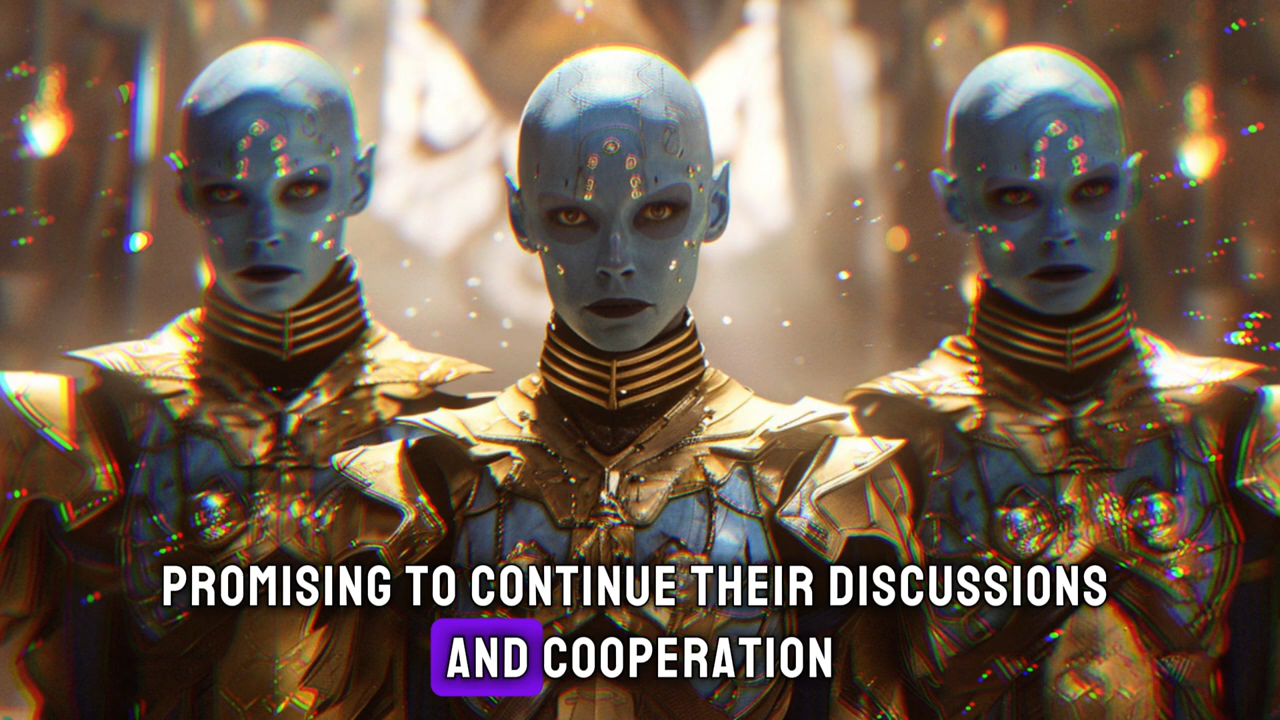 PROMISING TO CONTINUE THEIR DISCUSSIONS
AND COOPERATION